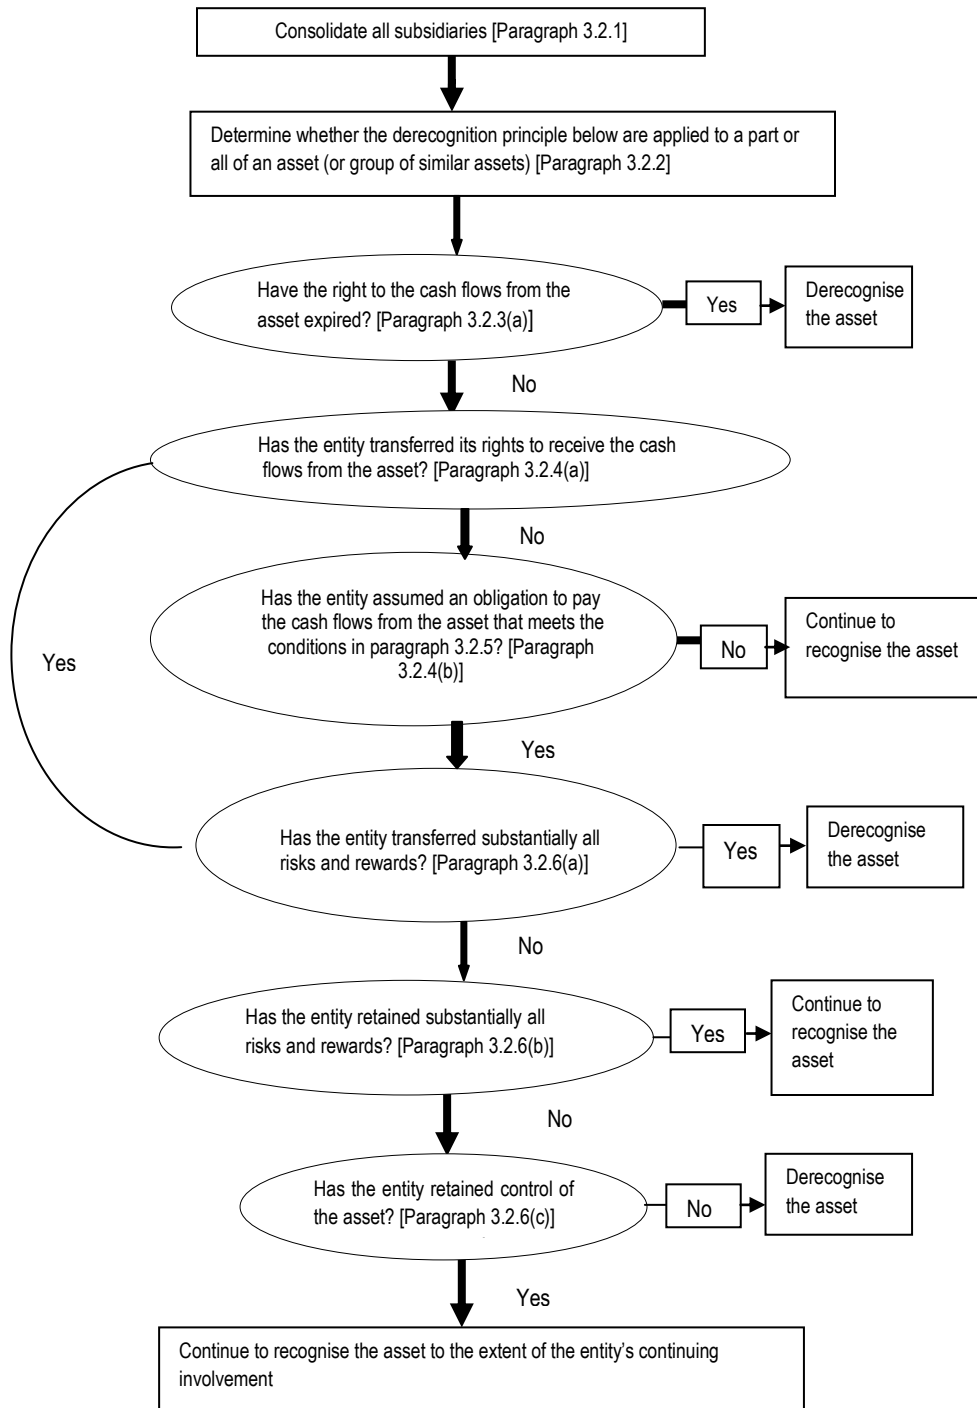 Consolidate all subsidiaries [Paragraph 3.2.1]
Determine whether the derecognition principle below are applied to a part or
all of an asset (or group of similar assets) [Paragraph 3.2.2]
Have the right to the cash flows from the
asset expired? [Paragraph 3.2.3(a)]
Yes
Derecognise
the asset
No
Has the entity transferred its rights to receive the cash
flows from the asset? [Paragraph 3.2.4(a)]
No
Has the entity assumed an obligation to pay
the cash flows from the asset that meets the
conditions in paragraph 3.2.5? [Paragraph
3.2.4(b)]
No
Continue to
recognise the asset
Yes
Yes
Has the entity transferred substantially all
risks and rewards? [Paragraph 3.2.6(a)]
Yes
Derecognise
the asset
No
Has the entity retained substantially all
risks and rewards? [Paragraph 3.2.6(b)]
Yes
Continue to
recognise the
asset
No
Has the entity retained control of
the asset? [Paragraph 3.2.6(c)]
No
Derecognise
the asset
Yes
Continue to recognise the asset to the extent of the entity's continuing
involvement